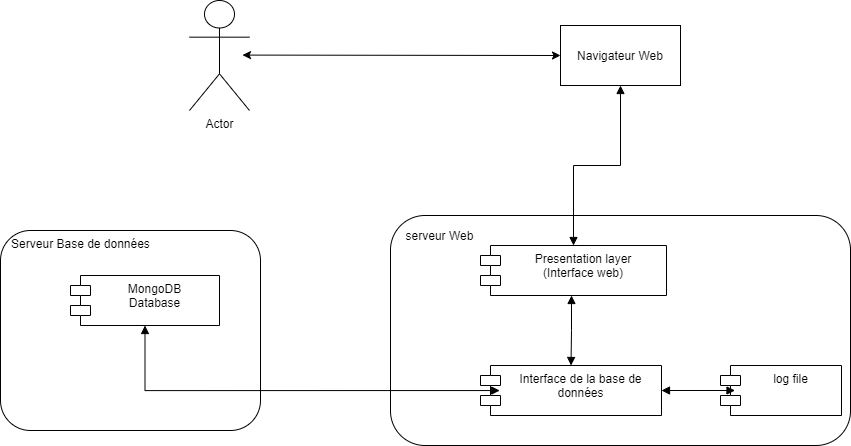 Navigateur Web
Actor
serveur Web
Serveur Base de données
Presentation layer
(Interface web)
MongoDB
Database
Interface de la base de
données
log file